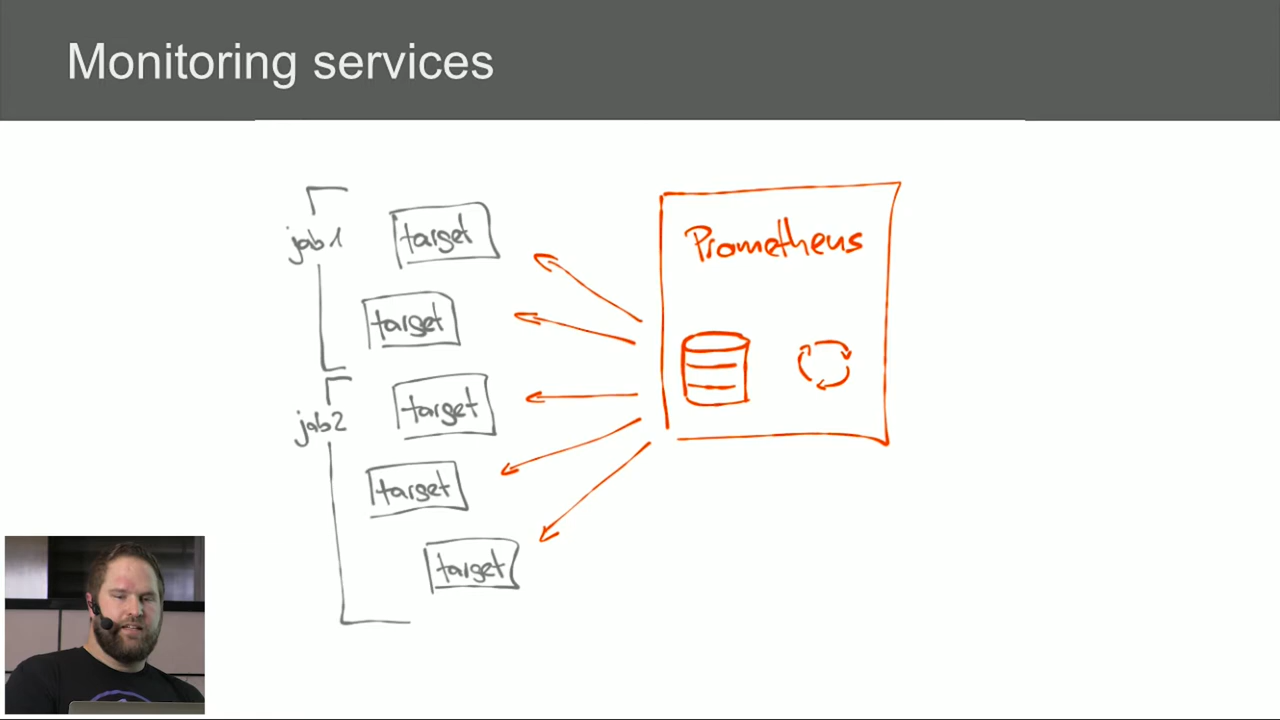 Monitoring services
job1
target
Prometheus
target
job2
target
target
target